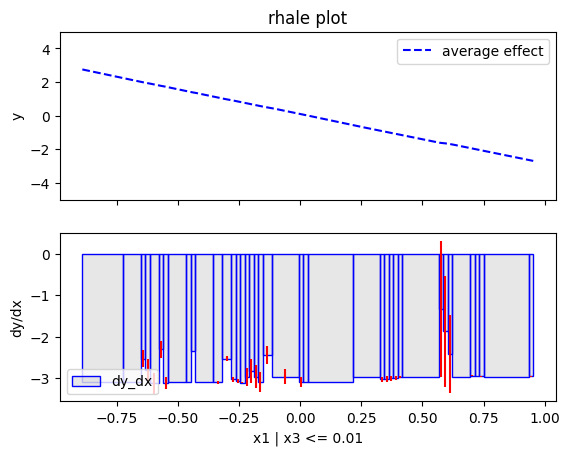 rhale plot
4
2
0
−2
−4
y
average effect
0
−1
−2
−3
dy/dx
dy_dx
−0.75
−0.50
−0.25
0.00
0.25
0.50
0.75
1.00
x1 | x3 <= 0.01